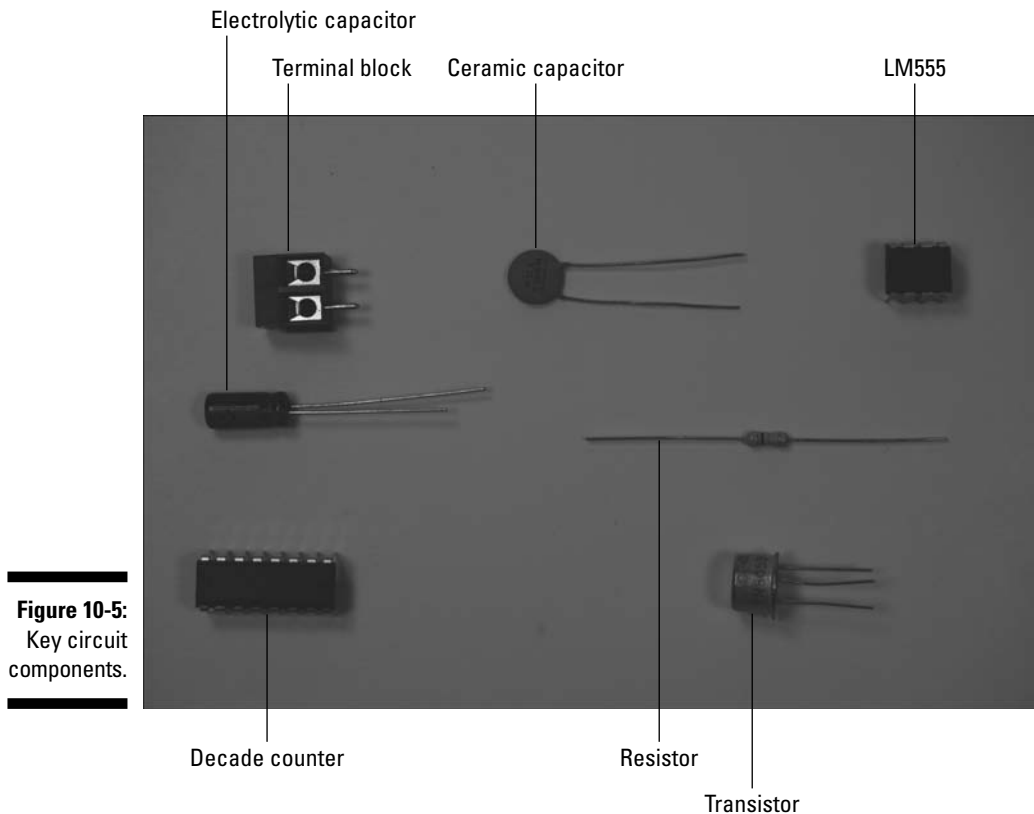 Electrolytic capacitor
Terminal block
Ceramic capacitor
LM555
Figure 10-5:
Key circuit
components.
Decade counter
Resistor
Transistor